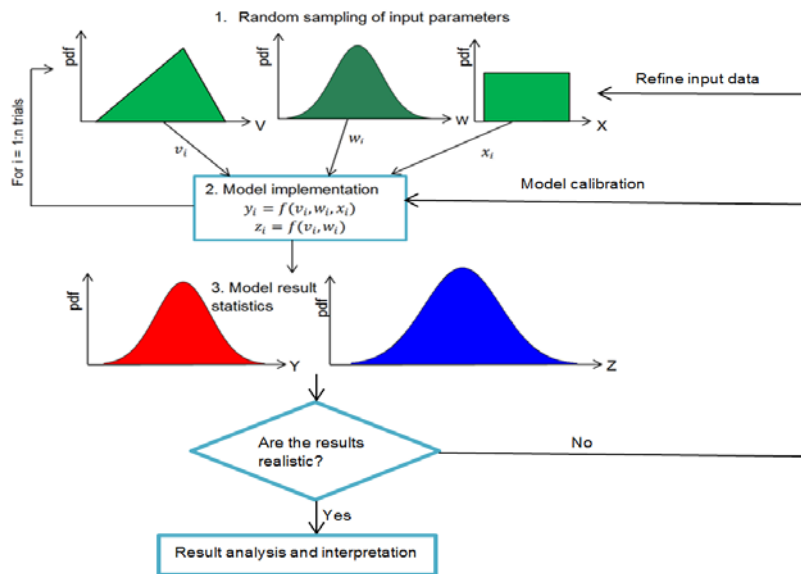 1. Random sampling of input parameters
pdf
V
pdf
W
pdf
X
Refine input data
For i = 1:n trials
𝑣ᵢ
𝑤ᵢ
𝑥ᵢ
2. Model implementation
𝑦ᵢ = 𝑓(𝑣ᵢ, 𝑤ᵢ, 𝑥ᵢ)
𝑧ᵢ = 𝑓(𝑣ᵢ, 𝑤ᵢ)
Model calibration
3. Model result
statistics
pdf
Y
pdf
Z
Are the results
realistic?
No
Yes
Result analysis and interpretation